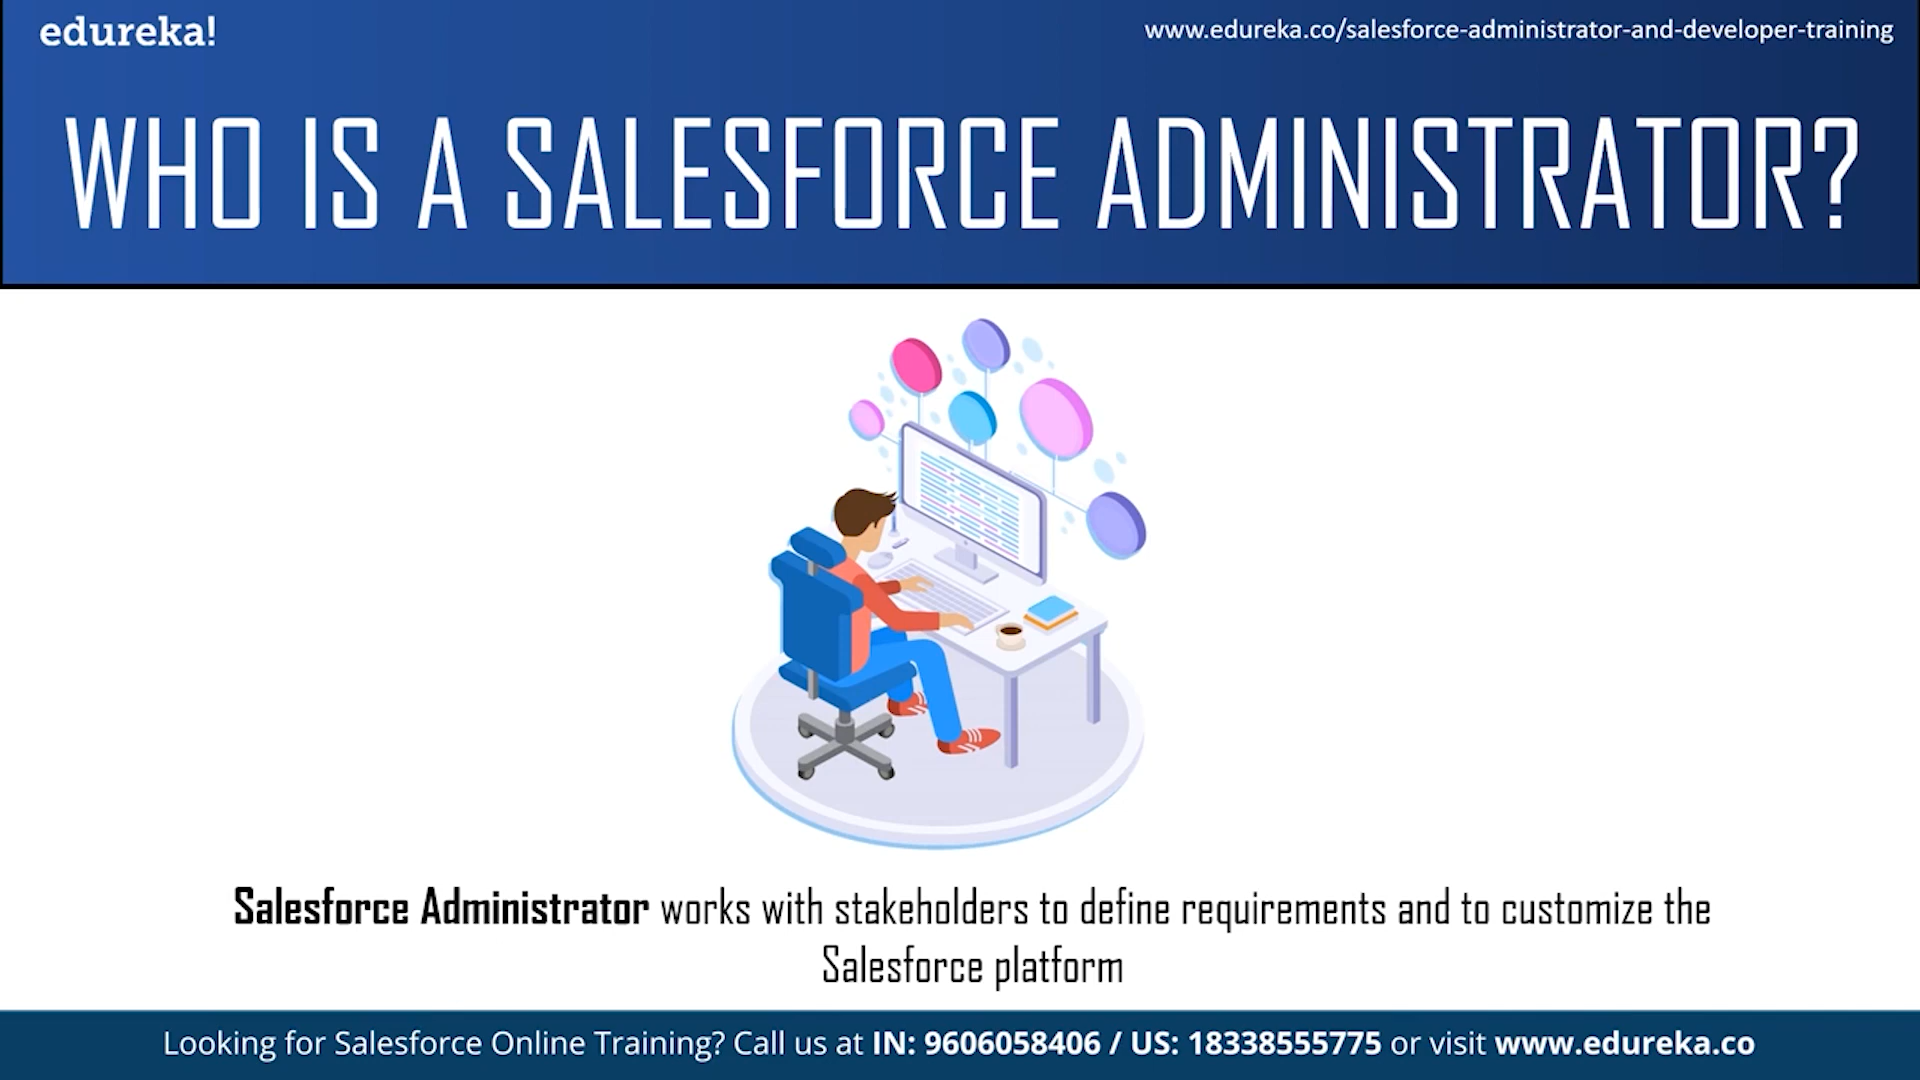 edureka!
www.edureka.co/salesforce-administrator-and-developer-training
WHO IS A SALESFORCE ADMINISTRATOR?
Salesforce Administrator works with stakeholders to define requirements and to customize the
Salesforce platform
Looking for Salesforce Online Training? Call us at IN: 9606058406 / US: 18338555775 or visit www.edureka.co